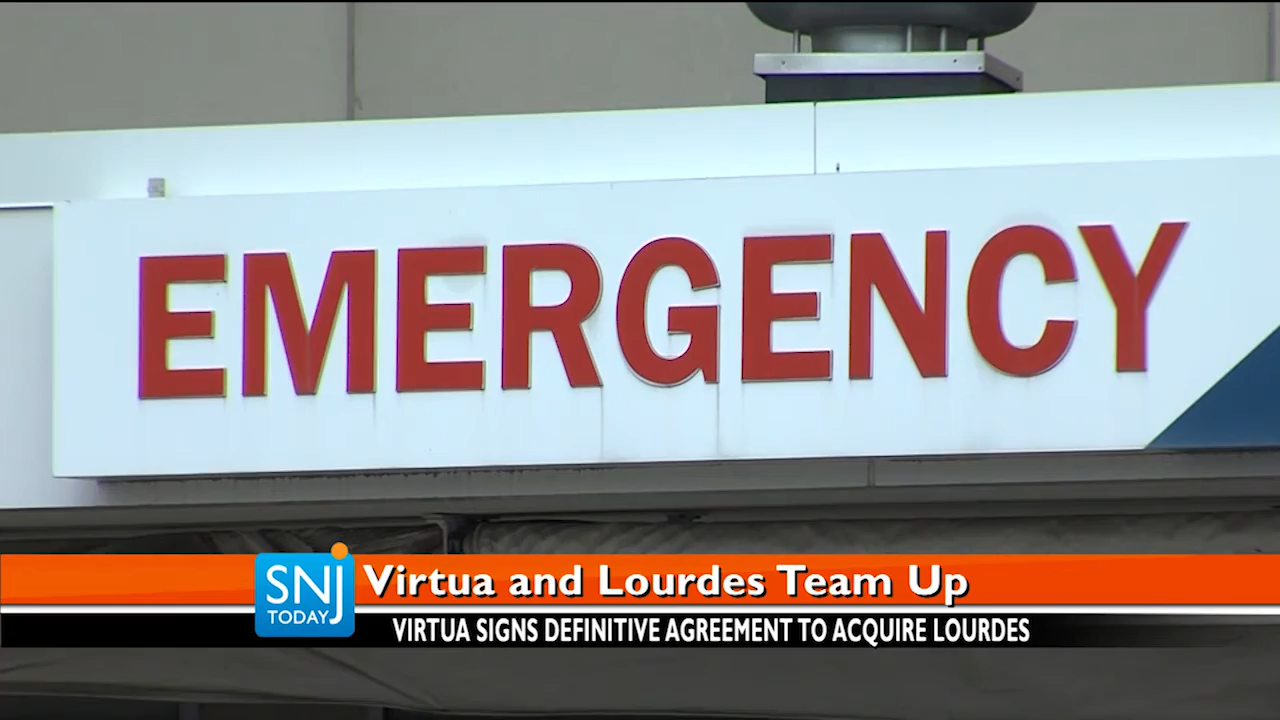 EMERGENCY
SNJ
TODAY
Virtua and Lourdes Team Up
VIRTUA SIGNS DEFINITIVE AGREEMENT TO ACQUIRE LOURDES